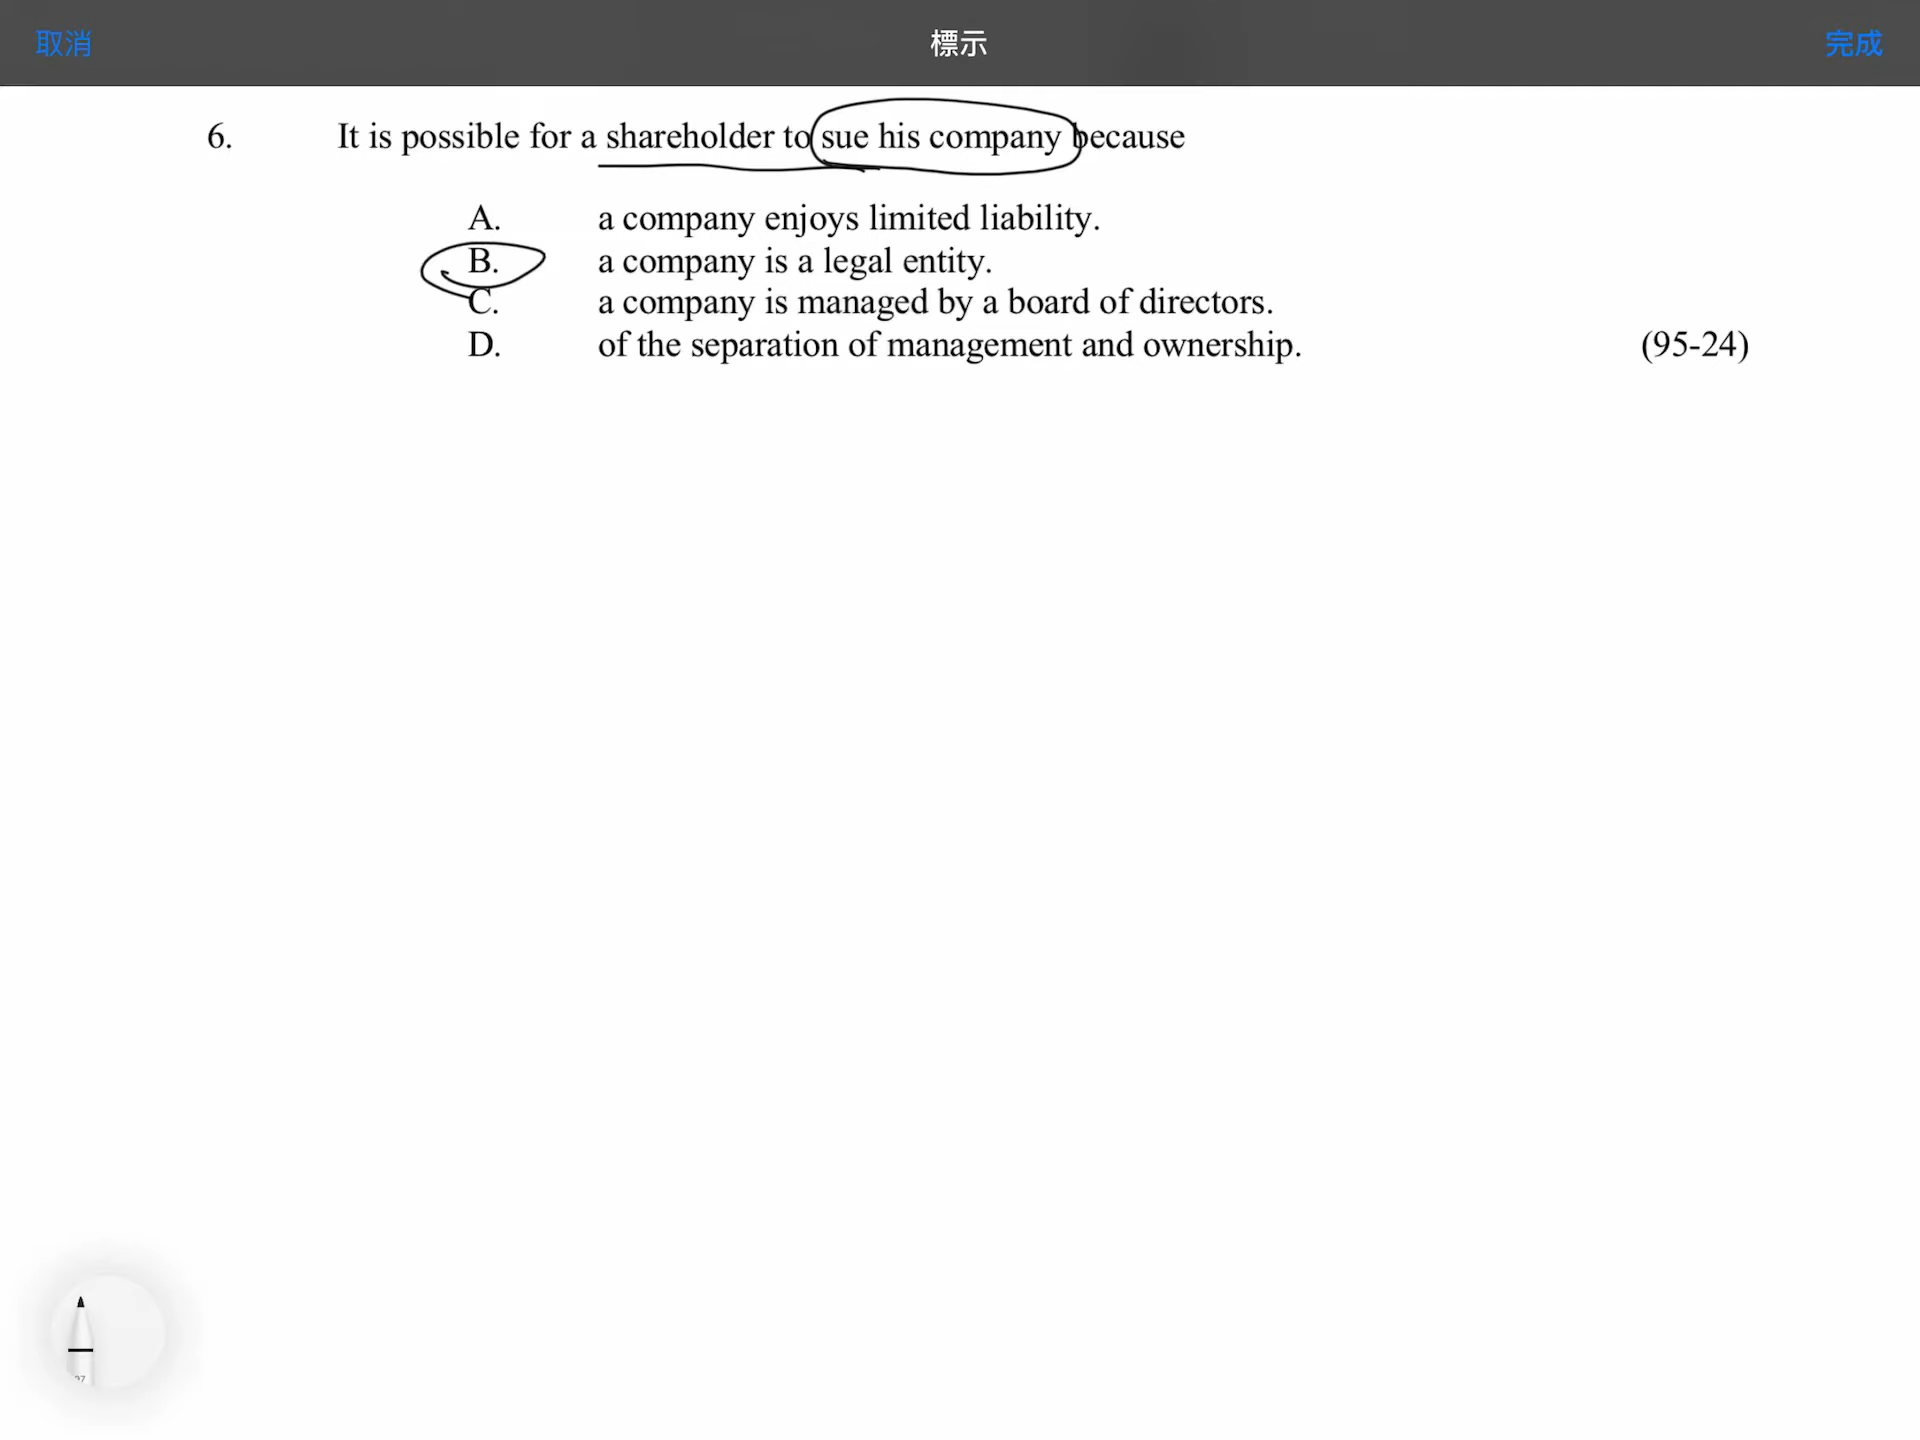 取消 標示 完成
6. It is possible for a shareholder to sue his company because
A. a company enjoys limited liability.
B. a company is a legal entity.
C. a company is managed by a board of directors.
D. of the separation of management and ownership. (95-24)
97